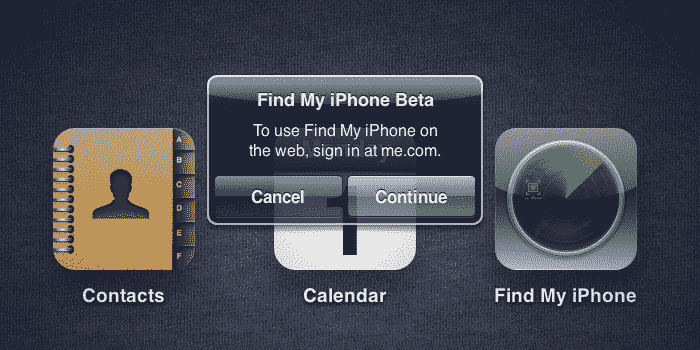 Find My iPhone Beta
To use Find My iPhone on
the web, sign in at me.com.
Cancel
Continue
A
B
C
D
E
F
Contacts
Calendar
Find My iPhone